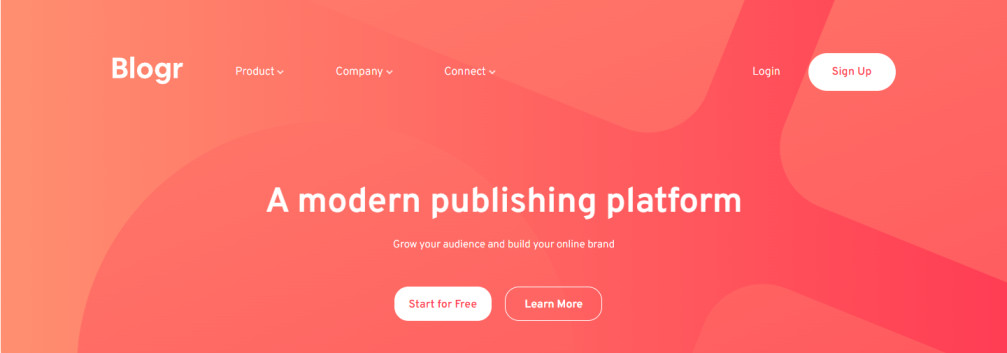 Blogr Product Company Connect Login Sign Up
A modern publishing platform
Grow your audience and build your online brand
Start for Free Learn More